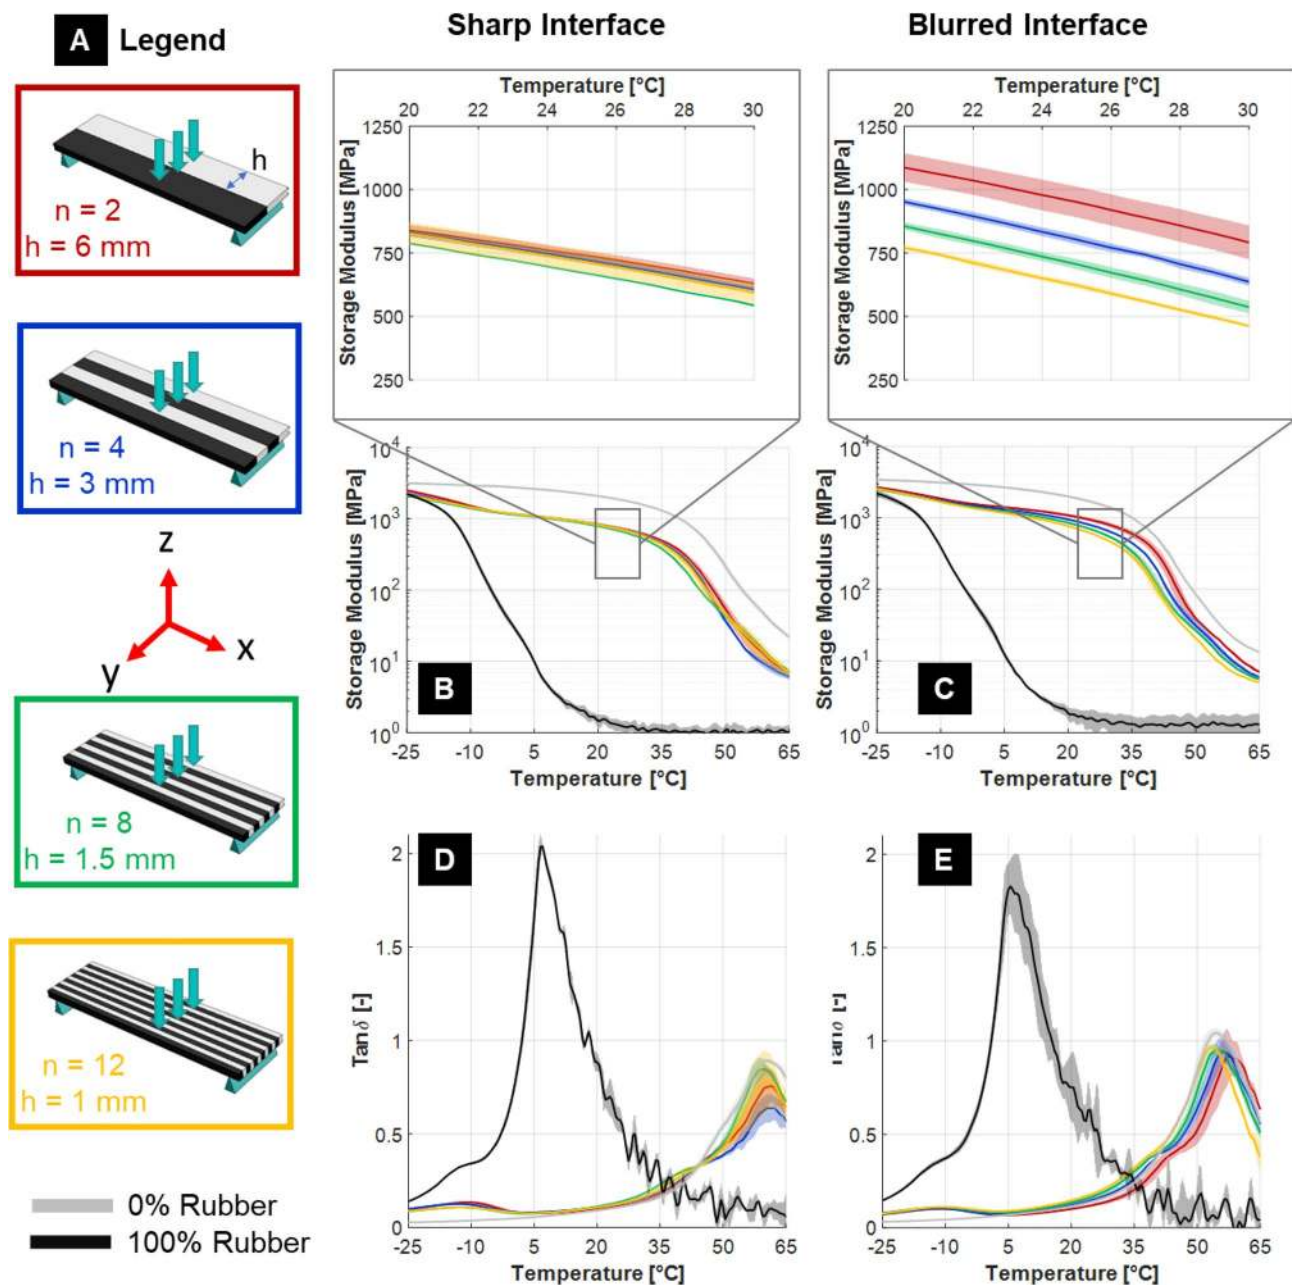 A Legend
Sharp Interface
Blurred Interface
n = 2
h = 6 mm
h
n = 4
h = 3 mm
z
x
y
n = 8
h = 1.5 mm
n = 12
h = 1 mm
0% Rubber
100% Rubber
Temperature [°C]
20 22 24 26 28 30
Storage Modulus [MPa]
1250
1000
750
500
250
Temperature [°C]
20 22 24 26 28 30
Storage Modulus [MPa]
1250
1000
750
500
250
B
Storage Modulus [MPa]
10^4
10^3
10^2
10^1
10^0
-25 -10 5 20 35 50 65
Temperature [°C]
C
Storage Modulus [MPa]
10^4
10^3
10^2
10^1
10^0
-25 -10 5 20 35 50 65
Temperature [°C]
D
Tanδ [-]
2
1.5
1
0.5
0
-25 -10 5 20 35 50 65
Temperature [°C]
E
[-]
2
1.5
1
0.5
0
-25 -10 5 20 35 50 65
Temperature [°C]